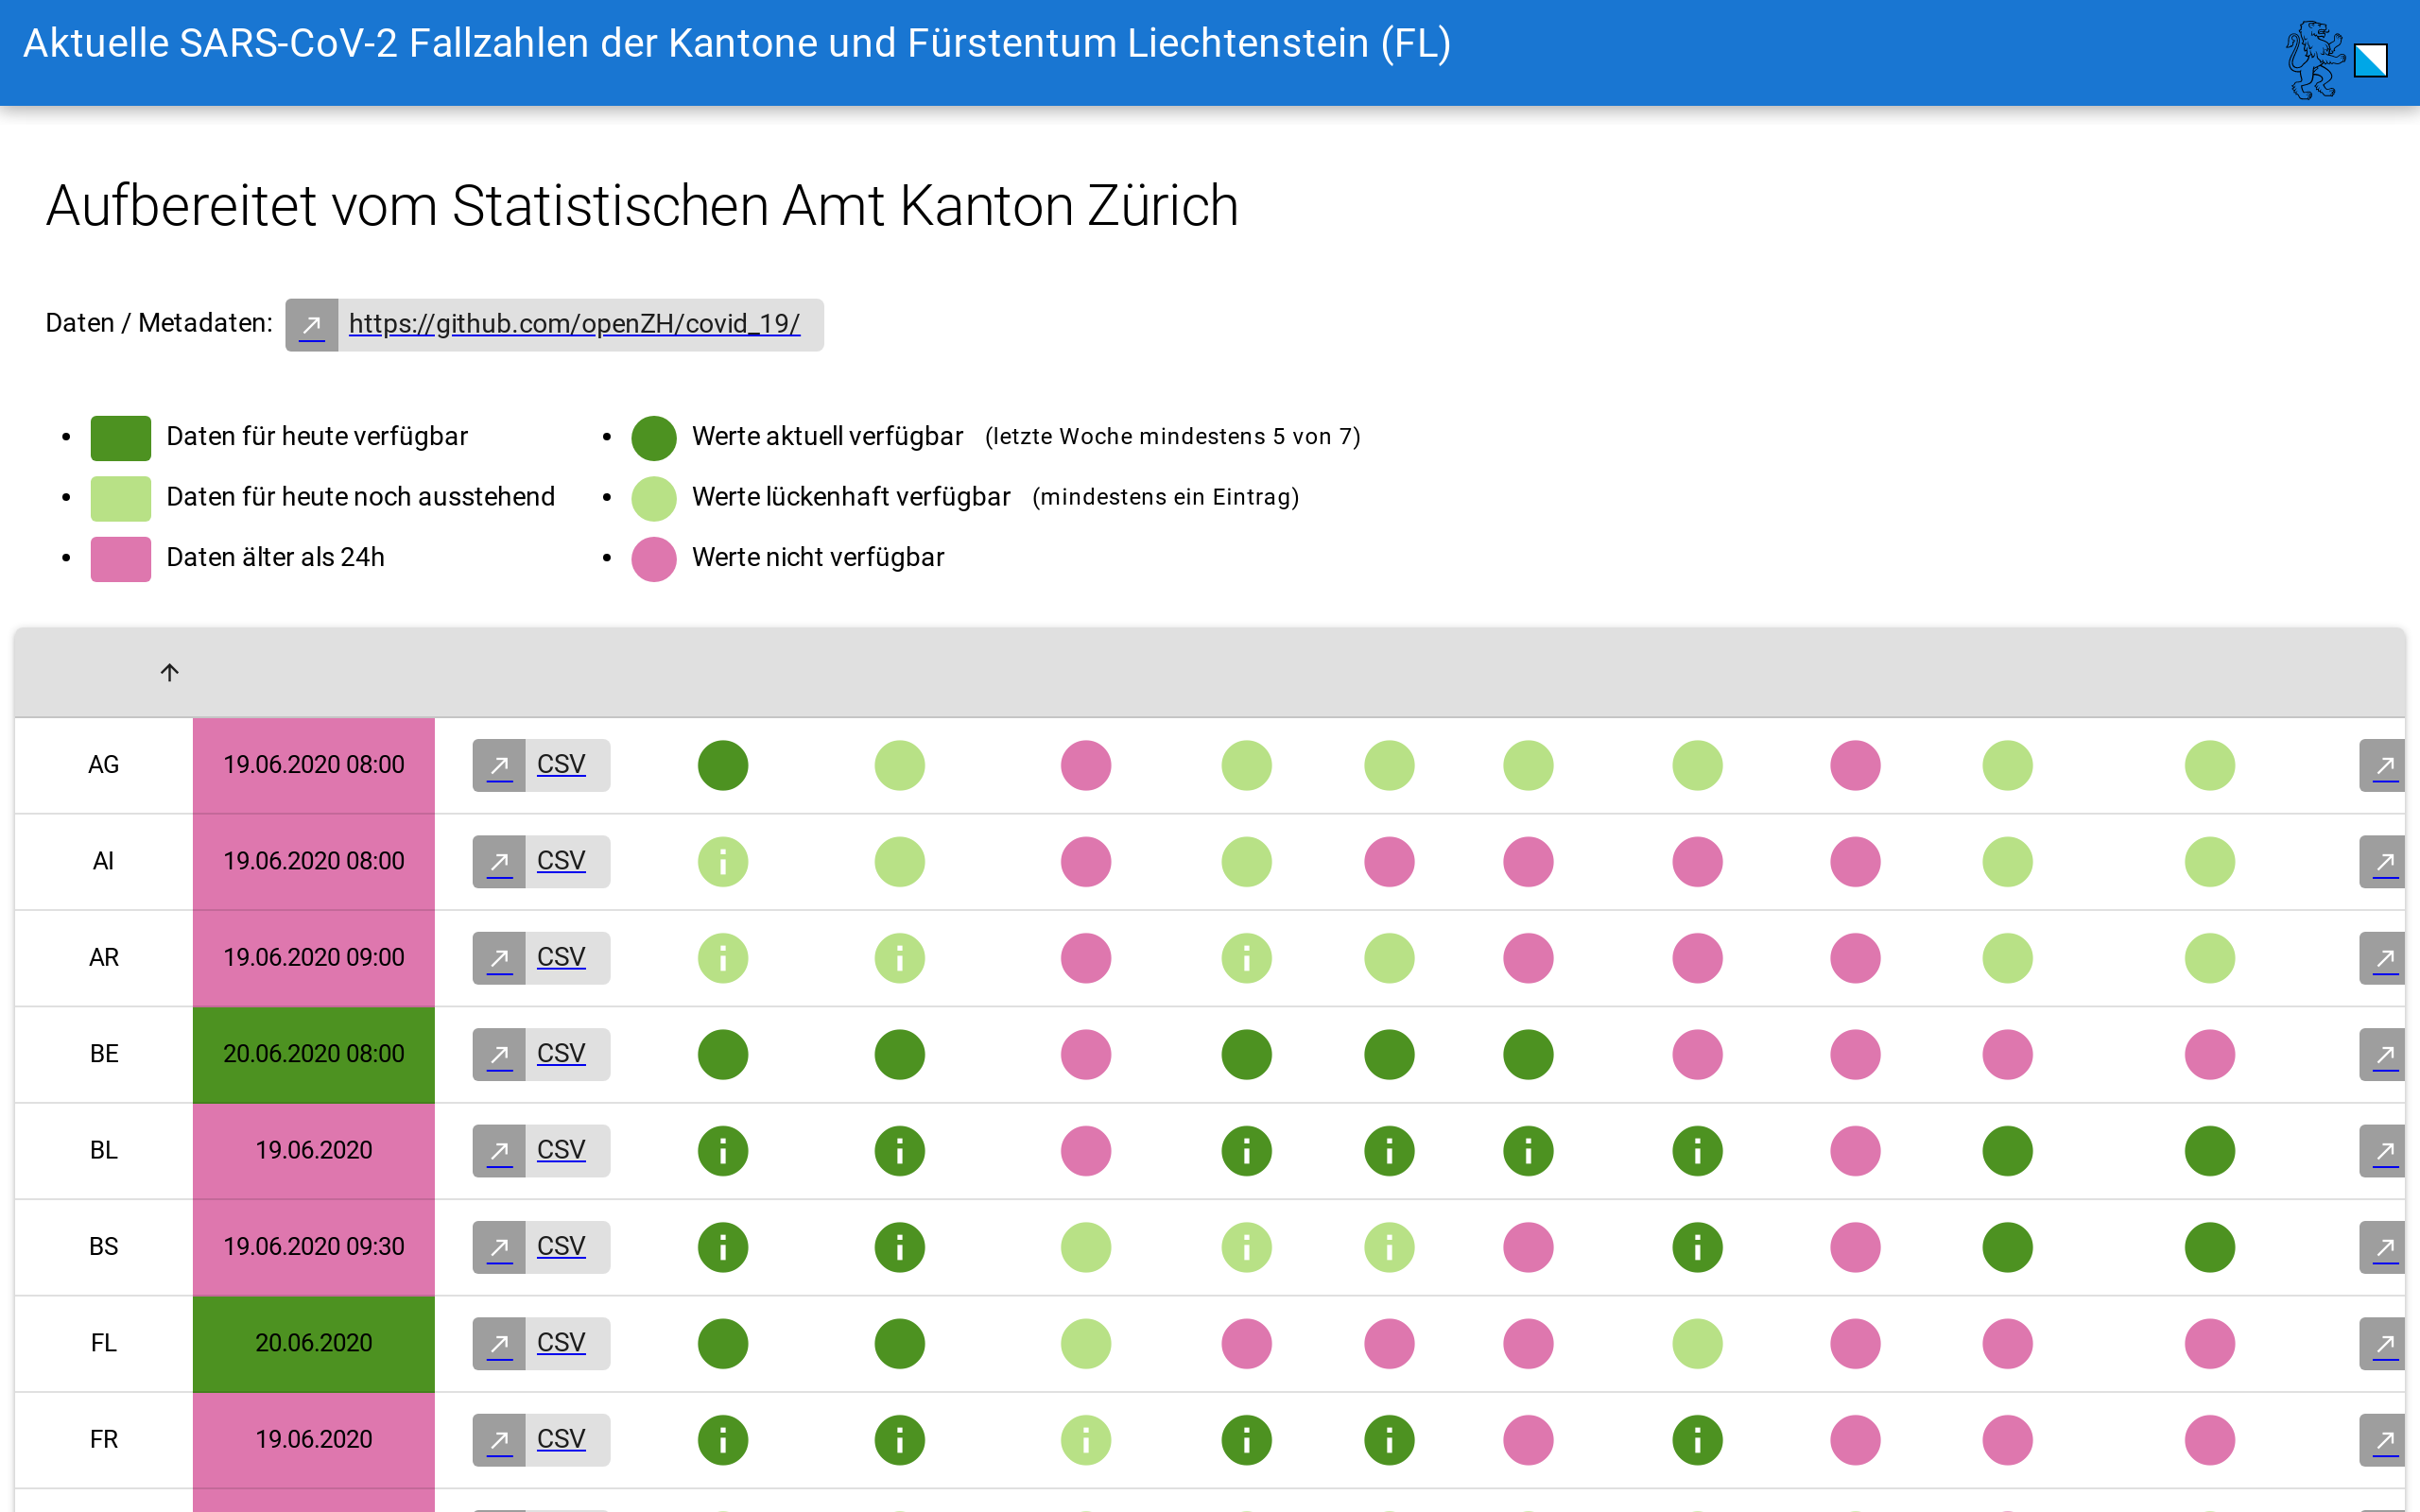 Aktuelle SARS-CoV-2 Fallzahlen der Kantone und Fürstentum Liechtenstein (FL)
Aufbereitet vom Statistischen Amt Kanton Zürich
Daten / Metadaten: https://github.com/openZH/covid_19/
Daten für heute verfügbar
Daten für heute noch ausstehend
Daten älter als 24h
Werte aktuell verfügbar (letzte Woche mindestens 5 von 7)
Werte lückenhaft verfügbar (mindestens ein Eintrag)
Werte nicht verfügbar
AG 19.06.2020 08:00 CSV
AI 19.06.2020 08:00 CSV
AR 19.06.2020 09:00 CSV
BE 20.06.2020 08:00 CSV
BL 19.06.2020 CSV
BS 19.06.2020 09:30 CSV
FL 20.06.2020 CSV
FR 19.06.2020 CSV